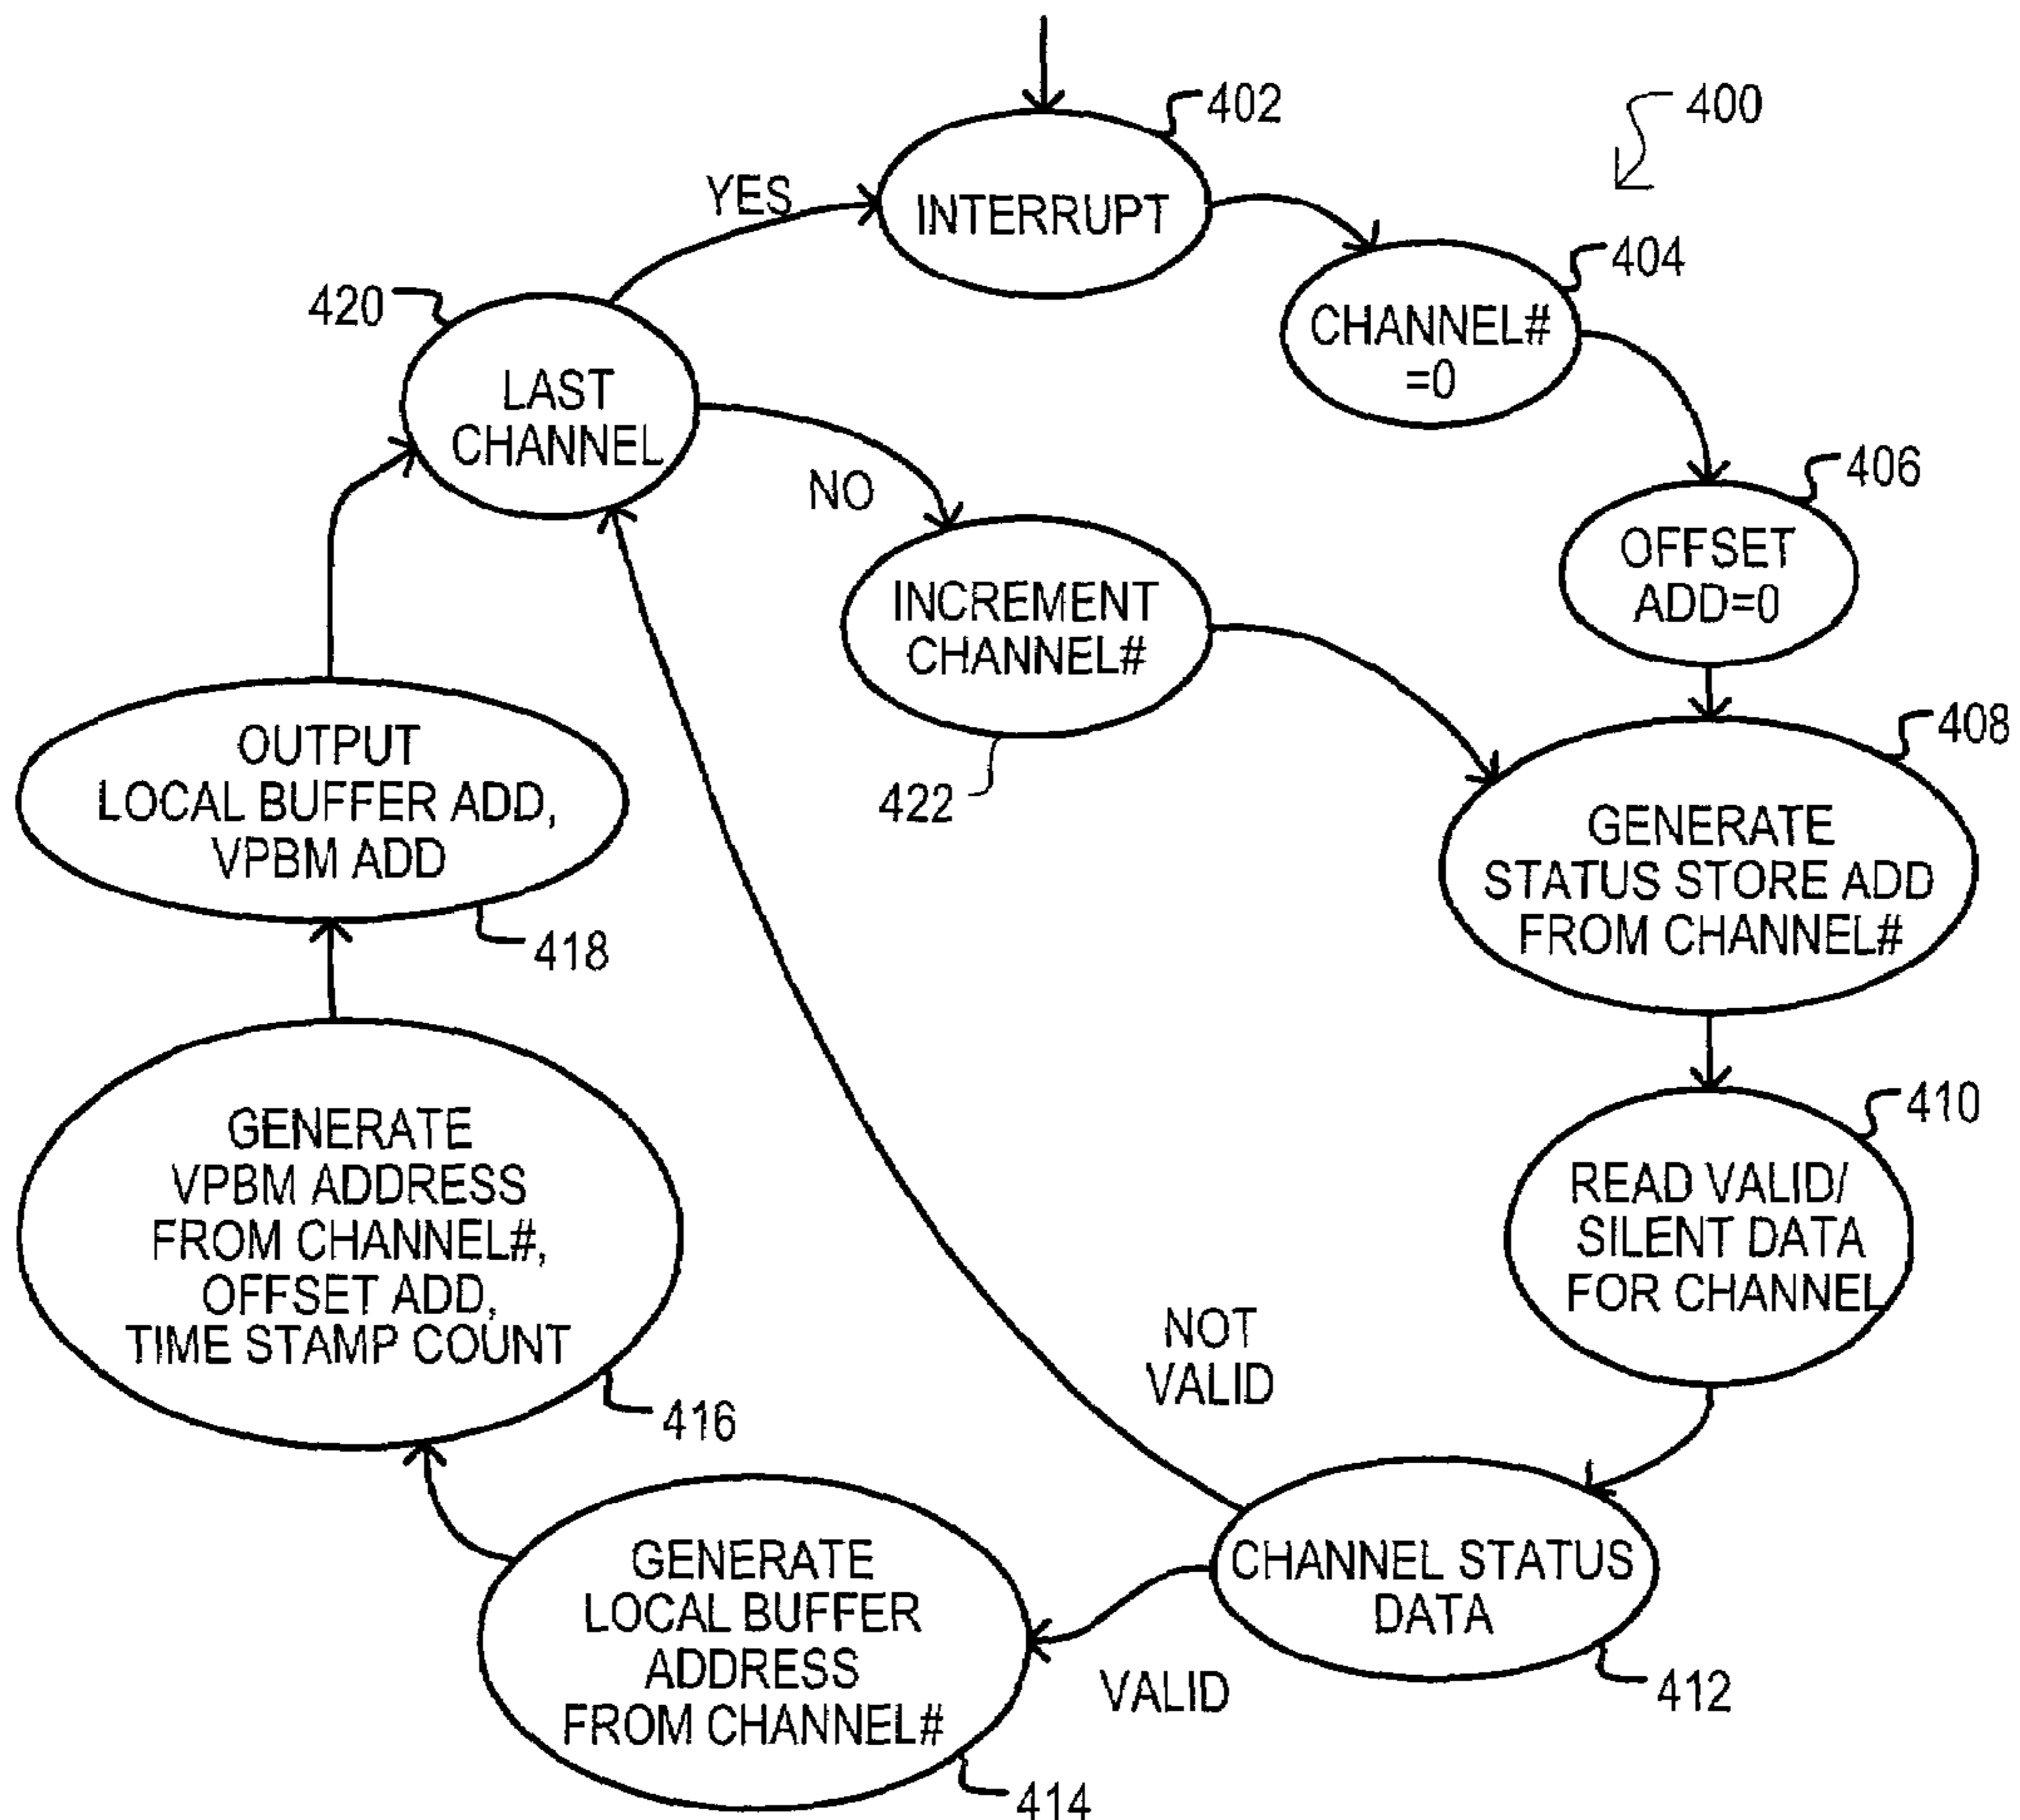 402
400
YES
INTERRUPT
404
420
CHANNEL#
=0
LAST
CHANNEL
406
NO
OFFSET
ADD=0
INCREMENT
CHANNEL#
422
408
OUTPUT
LOCAL BUFFER ADD,
VPBM ADD
418
GENERATE
STATUS STORE ADD
FROM CHANNEL#
410
READ VALID/
SILENT DATA
FOR CHANNEL
GENERATE
VPBM ADDRESS
FROM CHANNEL#,
OFFSET ADD,
TIME STAMP COUNT
416
NOT
VALID
CHANNEL STATUS
DATA
412
VALID
GENERATE
LOCAL BUFFER
ADDRESS
FROM CHANNEL#
414